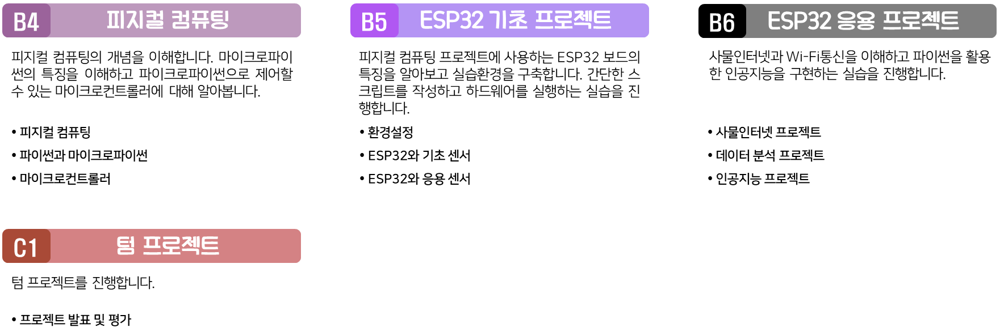 B4 피지컬 컴퓨팅
피지컬 컴퓨팅의 개념을 이해합니다. 마이크로파이
썬의 특징을 이해하고 파이크로파이썬으로 제어할
수 있는 마이크로컨트롤러에 대해 알아봅니다.
• 피지컬 컴퓨팅
• 파이썬과 마이크로파이썬
• 마이크로컨트롤러
B5 ESP32 기초 프로젝트
피지컬 컴퓨팅 프로젝트에 사용하는 ESP32 보드의
특징을 알아보고 실습환경을 구축합니다. 간단한 스
크립트를 작성하고 하드웨어를 실행하는 실습을 진
행합니다.
• 환경설정
• ESP32와 기초 센서
• ESP32와 응용 센서
B6 ESP32 응용 프로젝트
사물인터넷과 Wi-Fi통신을 이해하고 파이썬을 활용
한 인공지능을 구현하는 실습을 진행합니다.
• 사물인터넷 프로젝트
• 데이터 분석 프로젝트
• 인공지능 프로젝트
C1 텀 프로젝트
텀 프로젝트를 진행합니다.
• 프로젝트 발표 및 평가